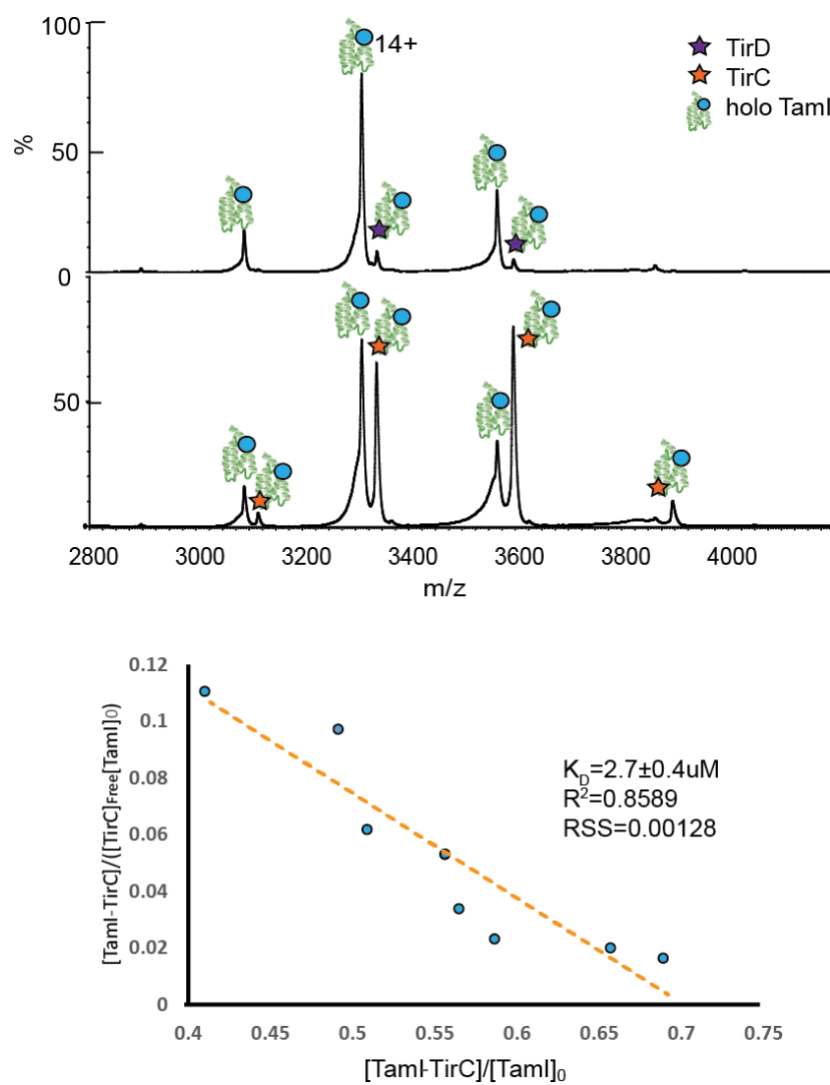 100
%
50
0
14+
TirD
TirC
holo TamI
50
2800 3000 3200 3400 3600 3800 4000
m/z
0.12
0.1
0.08
0.06
0.04
0.02
0
[TamI-TirC]/([TirC]Free[TamI]0)
KD=2.7±0.4uM
R²=0.8589
RSS=0.00128
0.4 0.45 0.5 0.55 0.6 0.65 0.7 0.75
[TamI-TirC]/[TamI]0